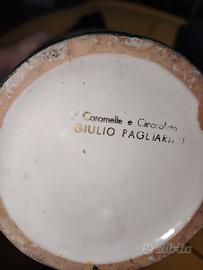 Caramelle e Cioccolato
GIULIO PAGLIARINI
subito